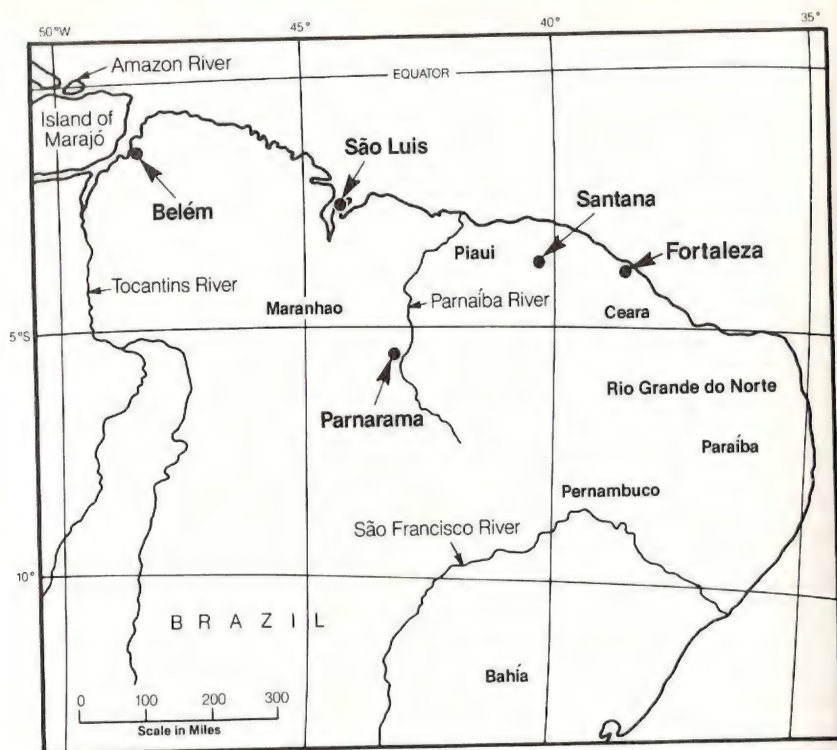 50°W
45°
40°
35°
Amazon River
EQUATOR
Island of
Marajó
São Luis
Santana
Belém
Fortaleza
Piaui
Tocantins River
Maranhao
Parnaíba River
Ceara
5°S
Rio Grande do Norte
Parnarama
Paraíba
Pernambuco
São Francisco River
10°
BRAZIL
Bahía
0 100 200 300
Scale in Miles